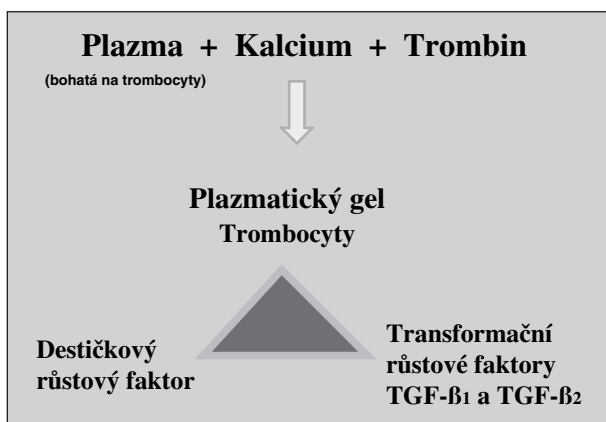 Plazma + Kalcium + Trombin
(bohatá na trombocyty)
Plazmatický gel
Trombocyty
Destičkový
růstový faktor
Transformační
růstové faktory
TGF-ß1 a TGF-ß2